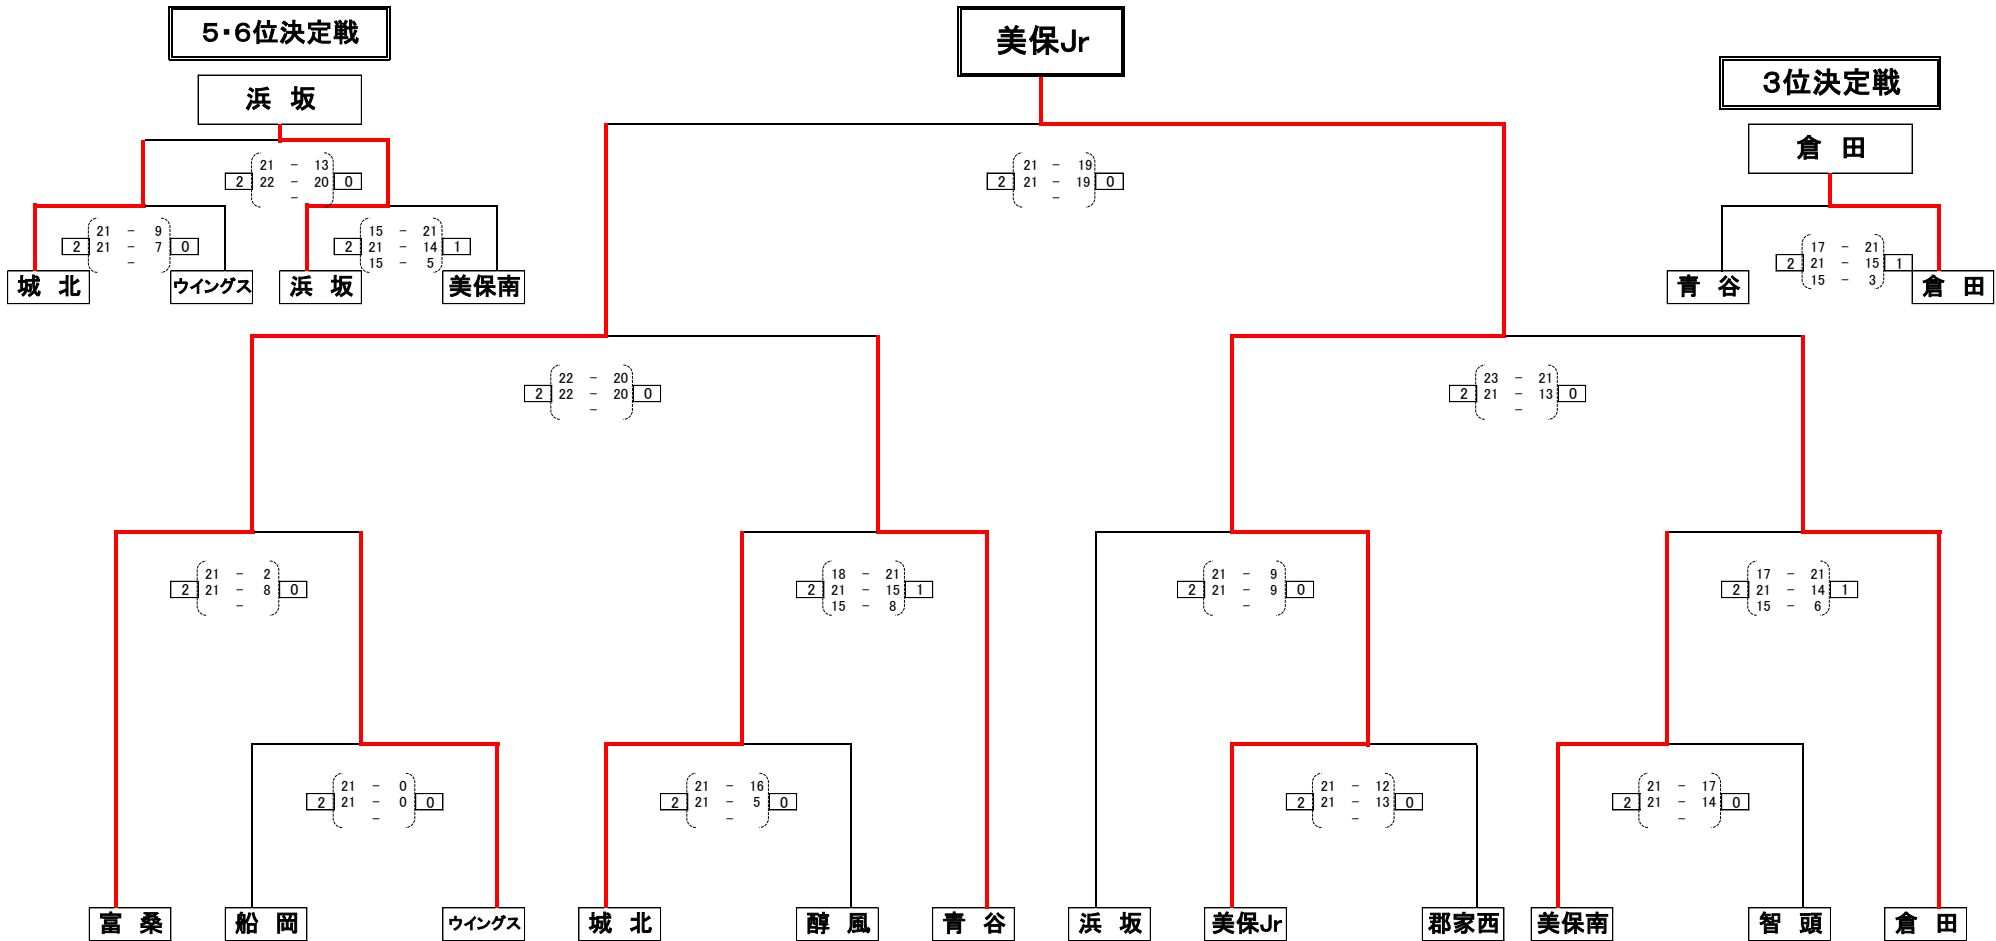 5・6位決定戦
浜 坂
21 - 13
2 22 - 20 0
-
21 - 9
2 21 - 7 0
-
15 - 21
2 21 - 14 1
15 - 5
城 北
ウイングス
浜 坂
美保南
美保Jr
21 - 19
2 21 - 19 0
-
3位決定戦
倉 田
17 - 21
2 21 - 15 1
15 - 3
青 谷
倉 田
22 - 20
2 22 - 20 0
-
23 - 21
2 21 - 13 0
-
21 - 2
2 21 - 8 0
-
18 - 21
2 21 - 15 1
15 - 8
21 - 9
2 21 - 9 0
-
17 - 21
2 21 - 14 1
15 - 6
21 - 0
2 21 - 0 0
-
21 - 16
2 21 - 5 0
-
21 - 12
2 21 - 13 0
-
21 - 17
2 21 - 14 0
-
富 桑
船 岡
ウイングス
城 北
醇 風
青 谷
浜 坂
美保Jr
郡家西
美保南
智 頭
倉 田